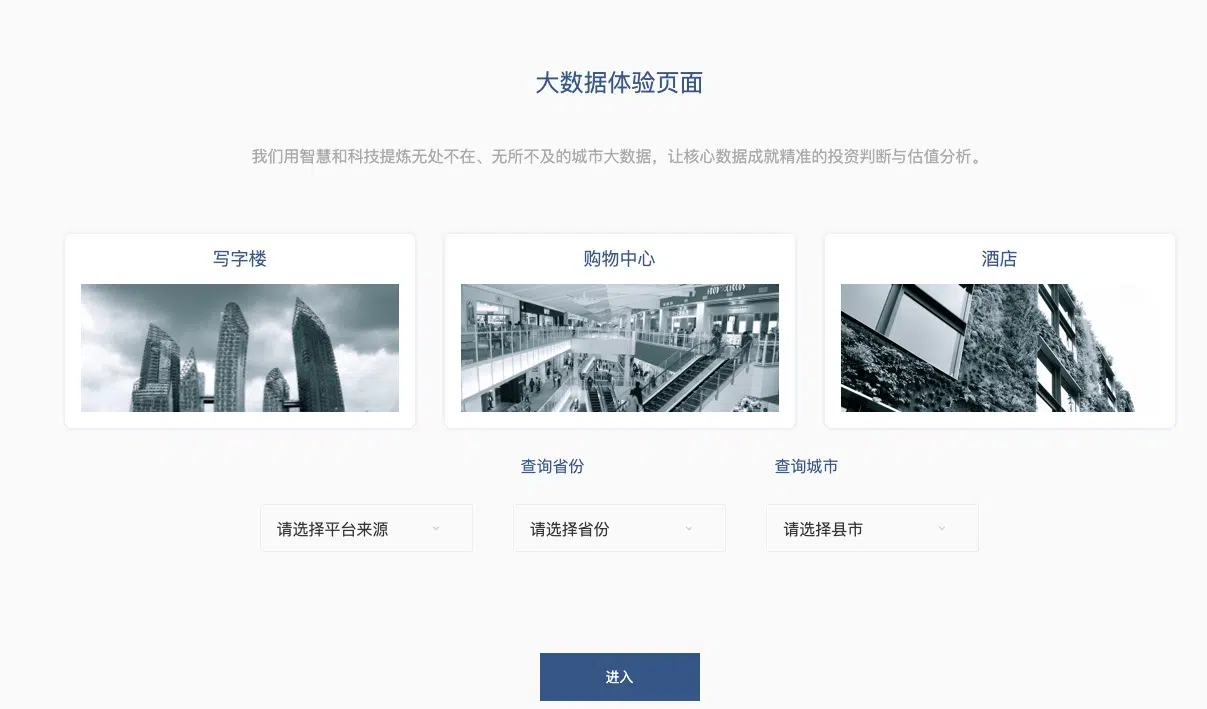 大数据体验页面
我们用智慧和科技提炼无处不在、无所不及的城市大数据，让核心数据成就精准的投资判断与估值分析。
写字楼
购物中心
酒店
查询省份
查询城市
请选择平台来源
请选择省份
请选择县市
进入